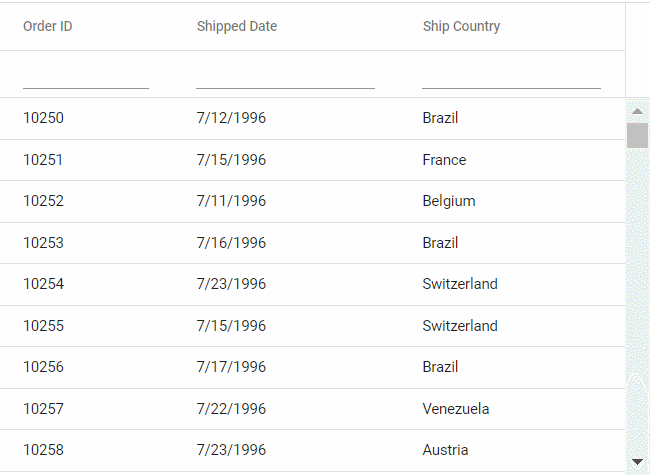 Order ID Shipped Date Ship Country
10250 7/12/1996 Brazil
10251 7/15/1996 France
10252 7/11/1996 Belgium
10253 7/16/1996 Brazil
10254 7/23/1996 Switzerland
10255 7/15/1996 Switzerland
10256 7/17/1996 Brazil
10257 7/22/1996 Venezuela
10258 7/23/1996 Austria